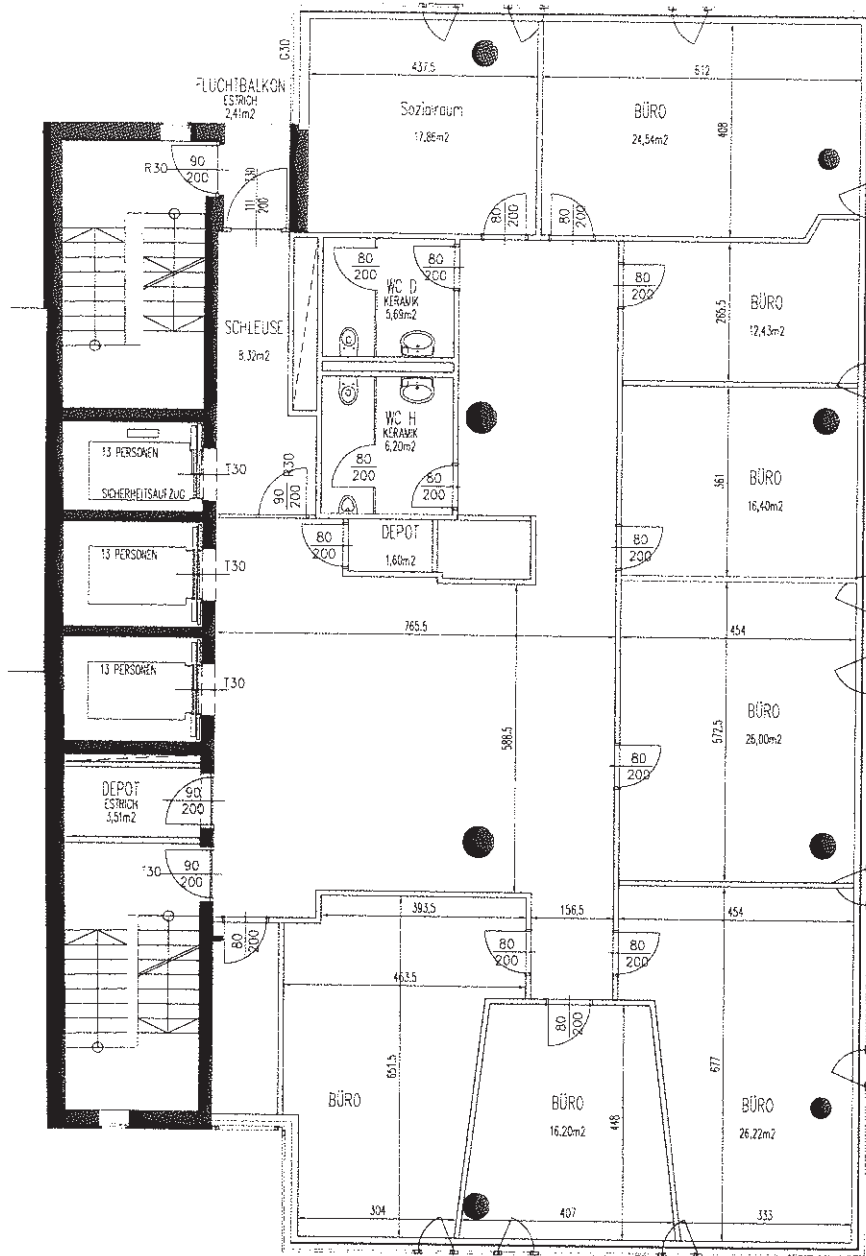 G30
FLUCHTBALKON
ESTRICH
2,41m2
437.5
612
Sozialraum
17,86m2
BÜRO
24,54m2
408
R30
90
200
111
200
T30
80
200
80
200
80
200
80
200
WC D
KERAMIK
5,69m2
80
200
265.5
BÜRO
12,43m2
SCHLEUSE
8,32m2
WC H
KERAMIK
6,20m2
80
200
80
200
R30
90
200
13 PERSONEN
SICHERHEITSAUFZUG
T30
361
BÜRO
16,40m2
80
200
DEPOT
1,60m2
80
200
13 PERSONEN
T30
765.5
454
13 PERSONEN
T30
588.5
572.5
BÜRO
26,00m2
80
200
DEPOT
ESTRICH
3,51m2
90
200
T30
90
200
393.5
156.5
454
80
200
80
200
80
200
463.5
80
200
651.5
448
677
BÜRO
BÜRO
16,20m2
BÜRO
26,22m2
304
407
333